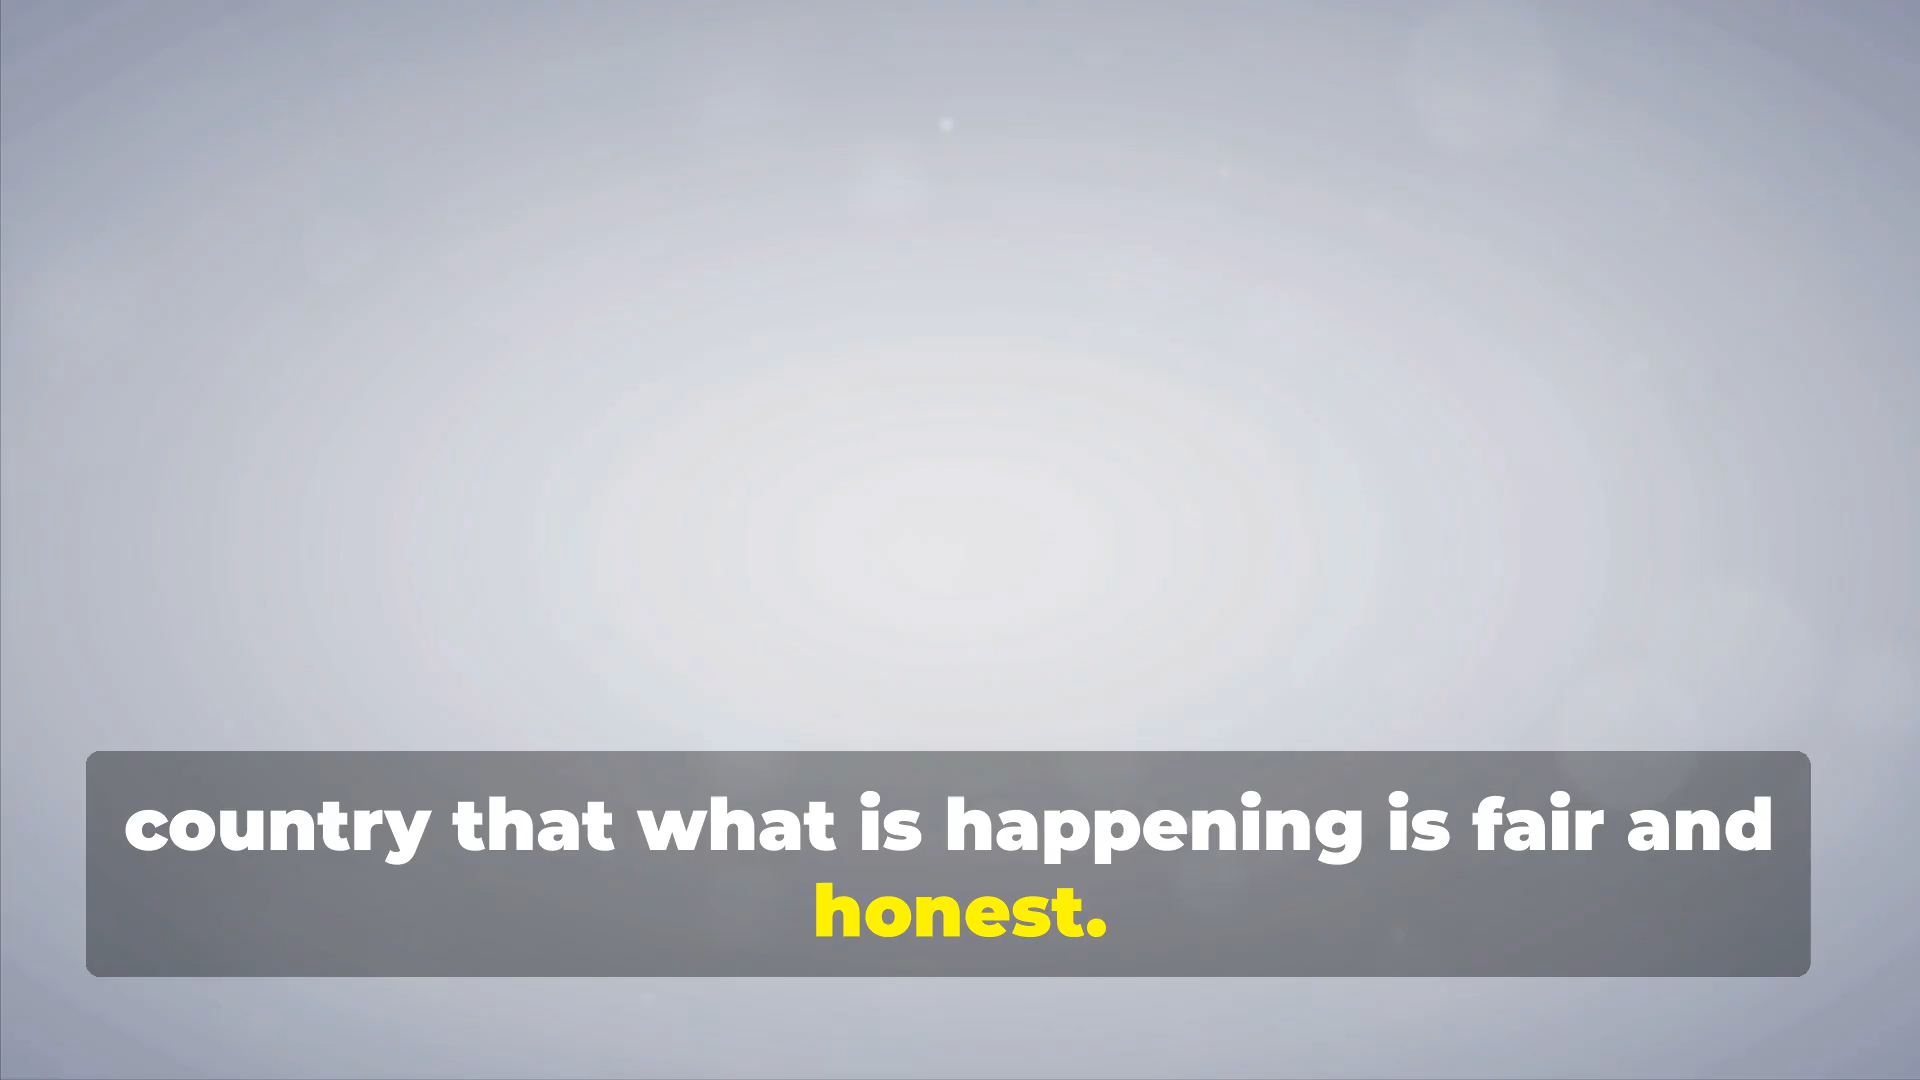 country that what is happening is fair and
honest.